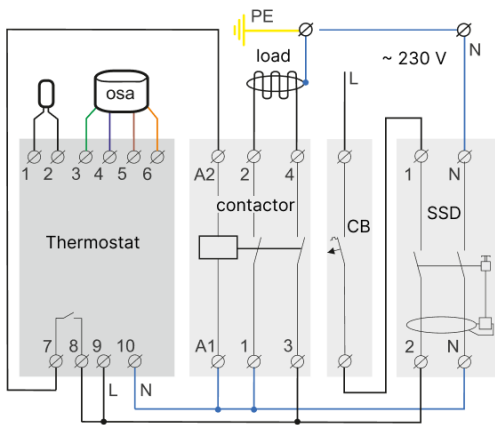 PE
N
load
~ 230 V
osa
L
1 2 3 4 5 6
A2 2 4
1 N
contactor
SSD
CB
Thermostat
7 8 9 10
A1 1 3
2 N
L N